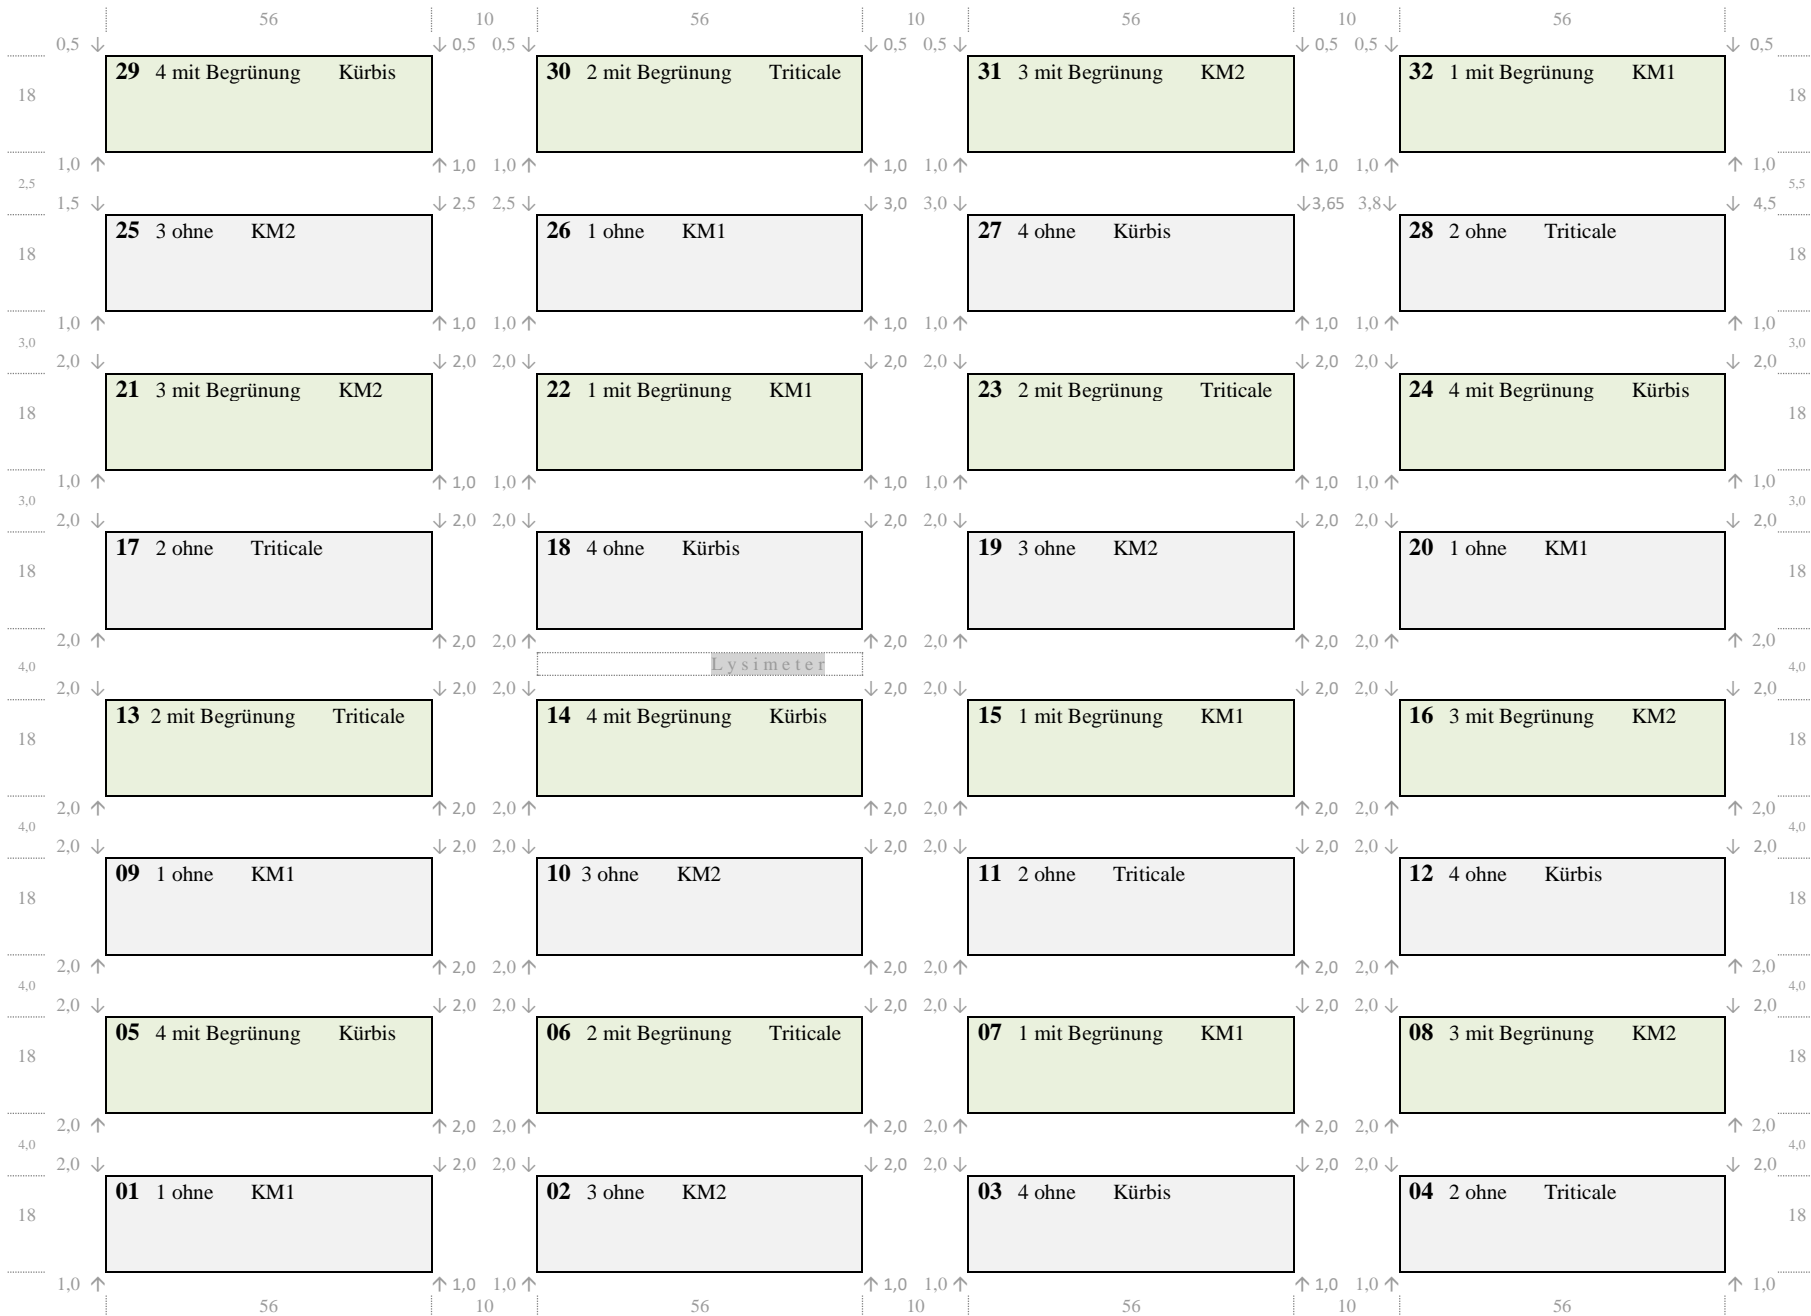 56 10 56 10 56 10 56
0,5 ↓ ↓ 0,5 0,5 ↓ ↓ 0,5 0,5 ↓ ↓ 0,5 0,5 ↓ ↓ 0,5
29 4 mit Begrünung Kürbis 30 2 mit Begrünung Triticale 31 3 mit Begrünung KM2 32 1 mit Begrünung KM1
18 18
1,0 ↑ ↑ 1,0 1,0 ↑ ↑ 1,0 1,0 ↑ ↑ 1,0 1,0 ↑ ↑ 1,0
2,5 5,5
1,5 ↓ ↓ 2,5 2,5 ↓ ↓ 3,0 3,0 ↓ ↓ 3,65 3,8 ↓ ↓ 4,5
25 3 ohne KM2 26 1 ohne KM1 27 4 ohne Kürbis 28 2 ohne Triticale
18 18
1,0 ↑ ↑ 1,0 1,0 ↑ ↑ 1,0 1,0 ↑ ↑ 1,0 1,0 ↑ ↑ 1,0
3,0 3,0
2,0 ↓ ↓ 2,0 2,0 ↓ ↓ 2,0 2,0 ↓ ↓ 2,0 2,0 ↓ ↓ 2,0
21 3 mit Begrünung KM2 22 1 mit Begrünung KM1 23 2 mit Begrünung Triticale 24 4 mit Begrünung Kürbis
18 18
1,0 ↑ ↑ 1,0 1,0 ↑ ↑ 1,0 1,0 ↑ ↑ 1,0 1,0 ↑ ↑ 1,0
3,0 3,0
2,0 ↓ ↓ 2,0 2,0 ↓ ↓ 2,0 2,0 ↓ ↓ 2,0 2,0 ↓ ↓ 2,0
17 2 ohne Triticale 18 4 ohne Kürbis 19 3 ohne KM2 20 1 ohne KM1
18 18
2,0 ↑ ↑ 2,0 2,0 ↑ ↑ 2,0 2,0 ↑ ↑ 2,0 2,0 ↑ ↑ 2,0
4,0 Lysimeter 4,0
2,0 ↓ ↓ 2,0 2,0 ↓ ↓ 2,0 2,0 ↓ ↓ 2,0 2,0 ↓ ↓ 2,0
13 2 mit Begrünung Triticale 14 4 mit Begrünung Kürbis 15 1 mit Begrünung KM1 16 3 mit Begrünung KM2
18 18
2,0 ↑ ↑ 2,0 2,0 ↑ ↑ 2,0 2,0 ↑ ↑ 2,0 2,0 ↑ ↑ 2,0
4,0 4,0
2,0 ↓ ↓ 2,0 2,0 ↓ ↓ 2,0 2,0 ↓ ↓ 2,0 2,0 ↓ ↓ 2,0
09 1 ohne KM1 10 3 ohne KM2 11 2 ohne Triticale 12 4 ohne Kürbis
18 18
2,0 ↑ ↑ 2,0 2,0 ↑ ↑ 2,0 2,0 ↑ ↑ 2,0 2,0 ↑ ↑ 2,0
4,0 4,0
2,0 ↓ ↓ 2,0 2,0 ↓ ↓ 2,0 2,0 ↓ ↓ 2,0 2,0 ↓ ↓ 2,0
05 4 mit Begrünung Kürbis 06 2 mit Begrünung Triticale 07 1 mit Begrünung KM1 08 3 mit Begrünung KM2
18 18
2,0 ↑ ↑ 2,0 2,0 ↑ ↑ 2,0 2,0 ↑ ↑ 2,0 2,0 ↑ ↑ 2,0
4,0 4,0
2,0 ↓ ↓ 2,0 2,0 ↓ ↓ 2,0 2,0 ↓ ↓ 2,0 2,0 ↓ ↓ 2,0
01 1 ohne KM1 02 3 ohne KM2 03 4 ohne Kürbis 04 2 ohne Triticale
18 18
1,0 ↑ ↑ 1,0 1,0 ↑ ↑ 1,0 1,0 ↑ ↑ 1,0 1,0 ↑ ↑ 1,0
56 10 56 10 56 10 56